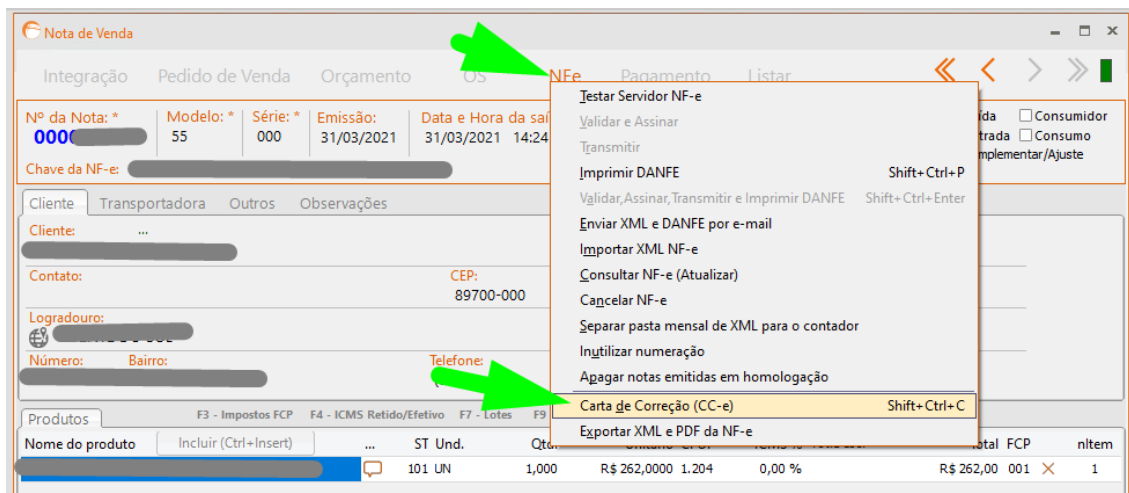 Nota de Venda
Integração Pedido de Venda Orçamento OS NFe Pagamento Listar
Testar Servidor NF-e
Validar e Assinar
Transmitir
Imprimir DANFE Shift+Ctrl+P
Validar, Assinar, Transmitir e Imprimir DANFE Shift+Ctrl+Enter
Enviar XML e DANFE por e-mail
Importar XML NF-e
Consultar NF-e (Atualizar)
Cancelar NF-e
Separar pasta mensal de XML para o contador
Inutilizar numeração
Apagar notas emitidas em homologação
Carta de Correção (CC-e) Shift+Ctrl+C
Exportar XML e PDF da NF-e
Nº da Nota: * Modelo: * Série: * Emissão: Data e Hora da saí
0000 55 000 31/03/2021 31/03/2021 14:24
ída Consumidor
trada Consumo
mplementar/Ajuste
Chave da NF-e:
Cliente Transportadora Outros Observações
Cliente: ...
Contato: CEP:
89700-000
Logradouro:
Número: Bairro: Telefone:
Produtos F3 - Impostos FCP F4 - ICMS Retido/Efetivo F7 - Lotes F9
Nome do produto Incluir (Ctrl+Insert) ... ST Und. Qtd. FCP nItem
101 UN 1,000 R$ 262,0000 1.204 0,00 % R$ 262,00 001 1